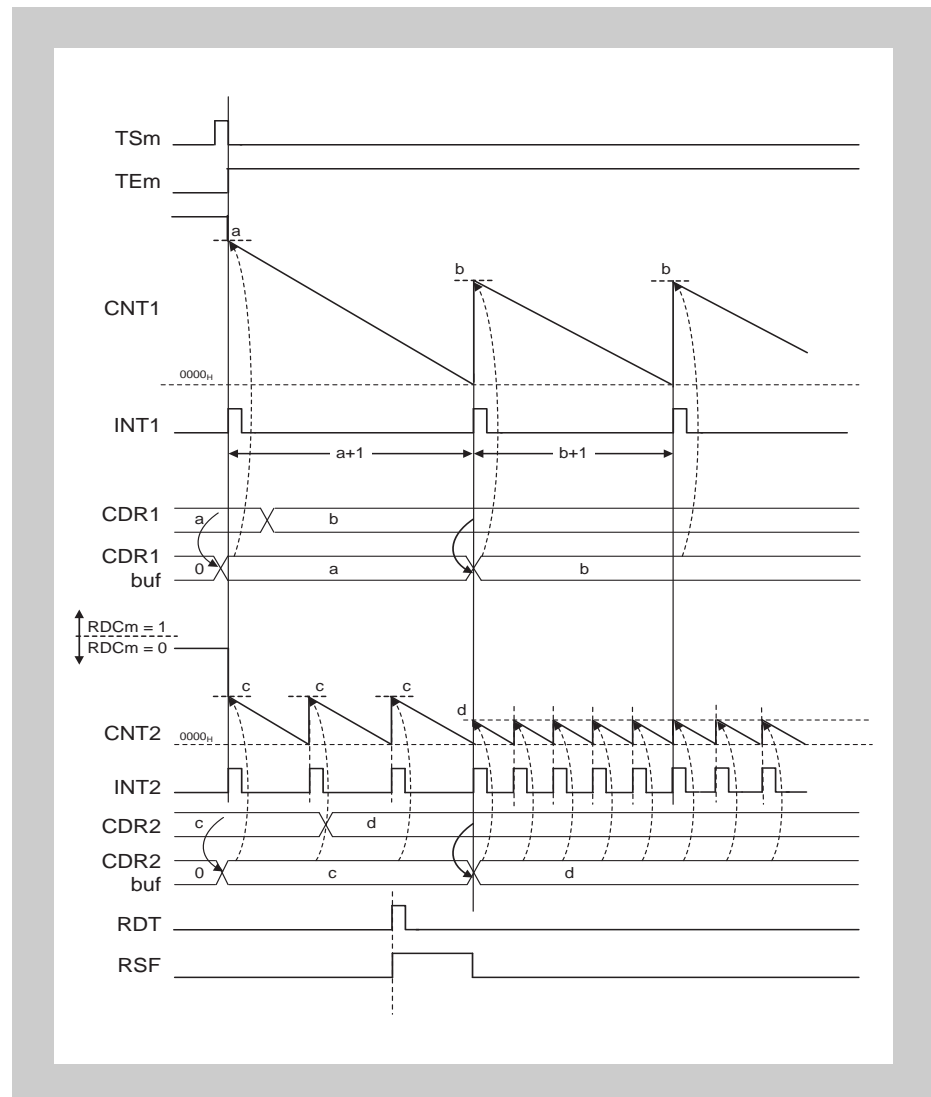 TSm
TEm
a
b b
CNT1
0000H
INT1
a+1 b+1
CDR1 a b
CDR1 buf 0 a b
RDCm = 1
RDCm = 0
c c c
d
CNT2
0000H
INT2
CDR2 c d
CDR2 buf 0 c d
RDT
RSF